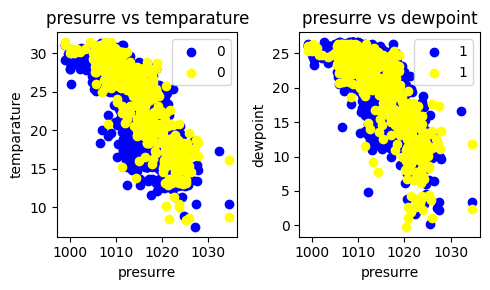 presurre vs temparature
presurre vs dewpoint
0
0
1
1
temparature
30
25
20
15
10
dewpoint
25
20
15
10
5
0
1000 1010 1020 1030
1000 1010 1020 1030
presurre
presurre